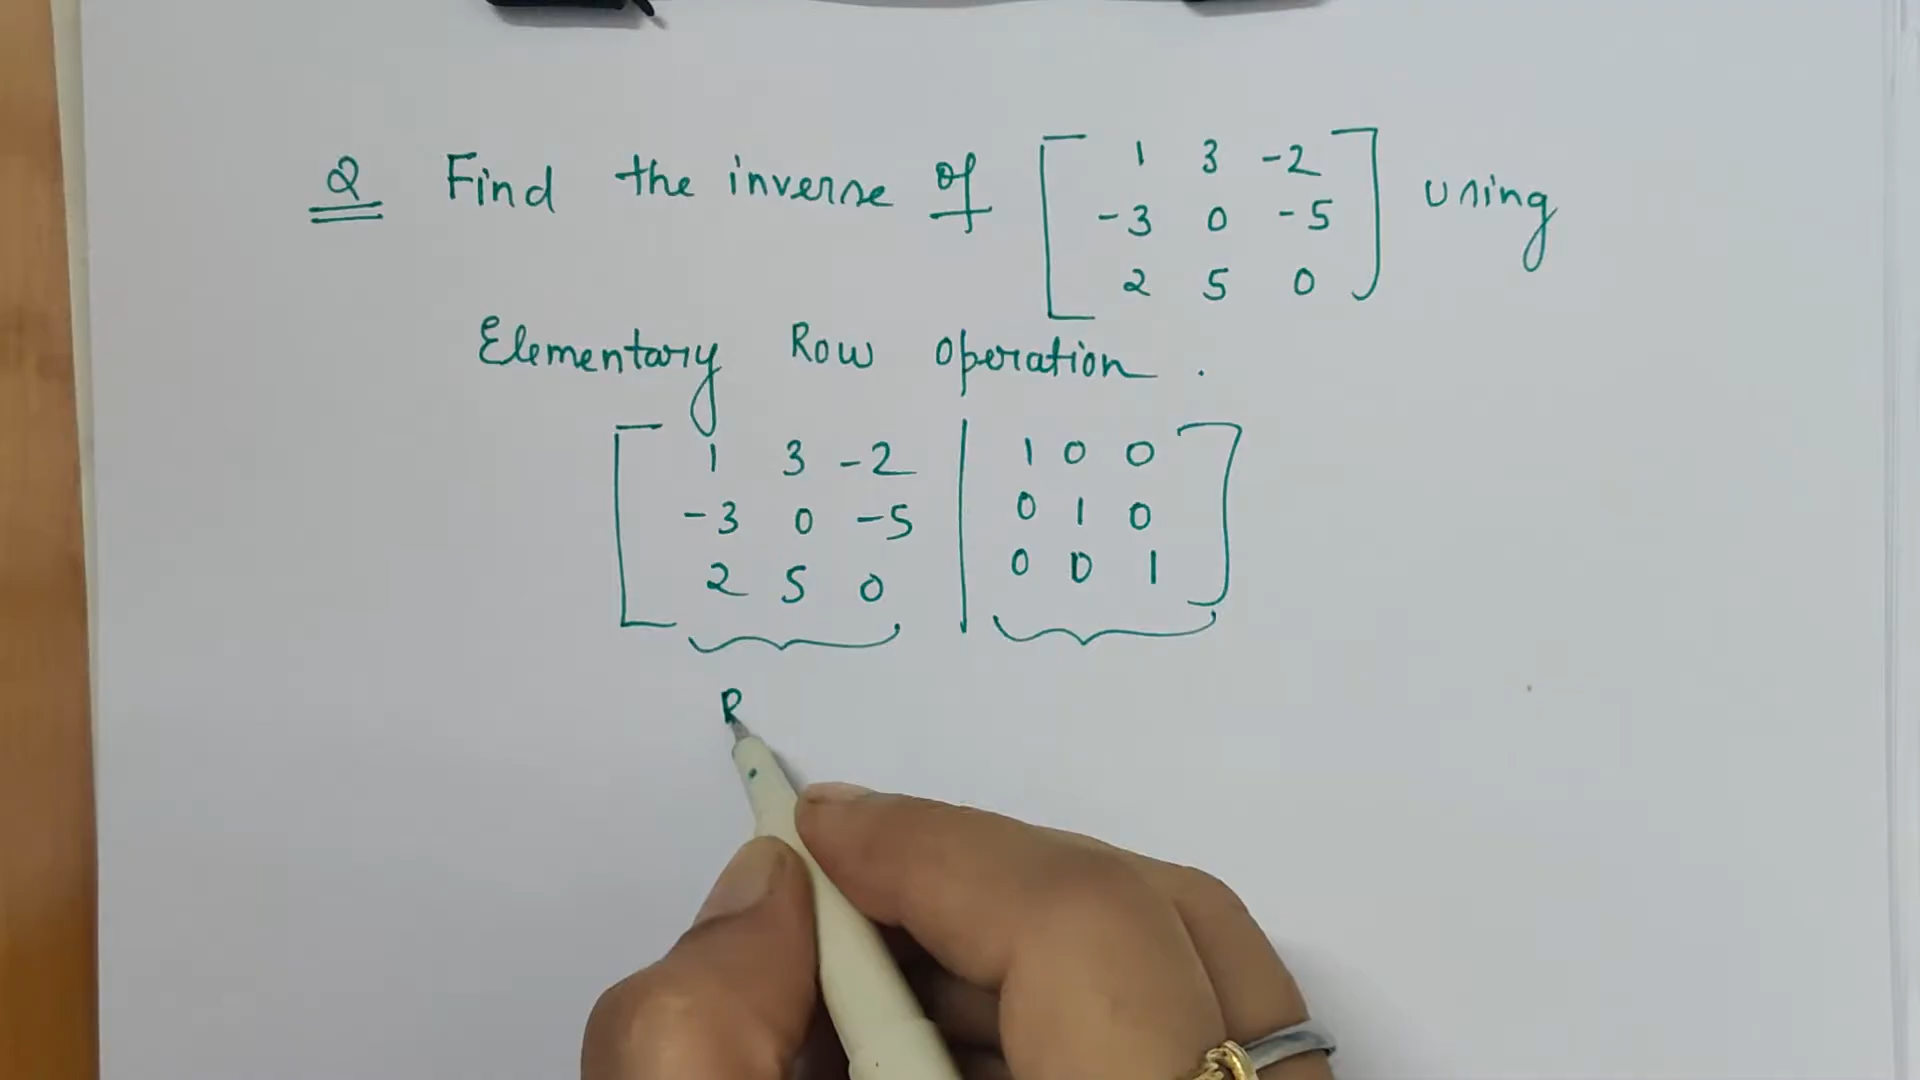 Q Find the inverse of [ 1 3 -2 ] using
-3 0 -5
2 5 0
Elementary Row operation .
[ 1 3 -2 | 1 0 0 ]
-3 0 -5 | 0 1 0
2 5 0 | 0 0 1
R